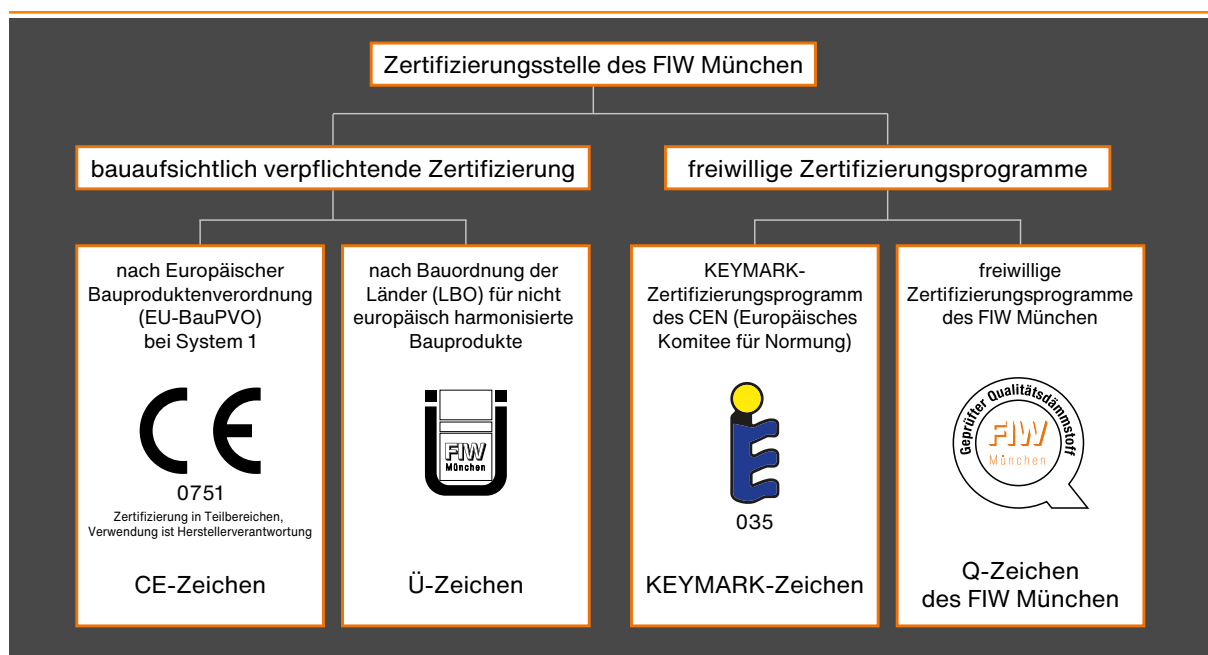 Zertifizierungsstelle des FIW München
bauaufsichtlich verpflichtende Zertifizierung
freiwillige Zertifizierungsprogramme
nach Europäischer
Bauproduktenverordnung
(EU-BauPVO)
bei System 1
CE
0751
Zertifizierung in Teilbereichen,
Verwendung ist Herstellerverantwortung
CE-Zeichen
nach Bauordnung der
Länder (LBO) für nicht
europäisch harmonisierte
Bauprodukte
FIW
München
Ü-Zeichen
KEYMARK-
Zertifizierungsprogramm
des CEN (Europäisches
Komitee für Normung)
035
KEYMARK-Zeichen
freiwillige
Zertifizierungsprogramme
des FIW München
Geprüfter Qualitätsdämmstoff
FIW
München
Q-Zeichen
des FIW München